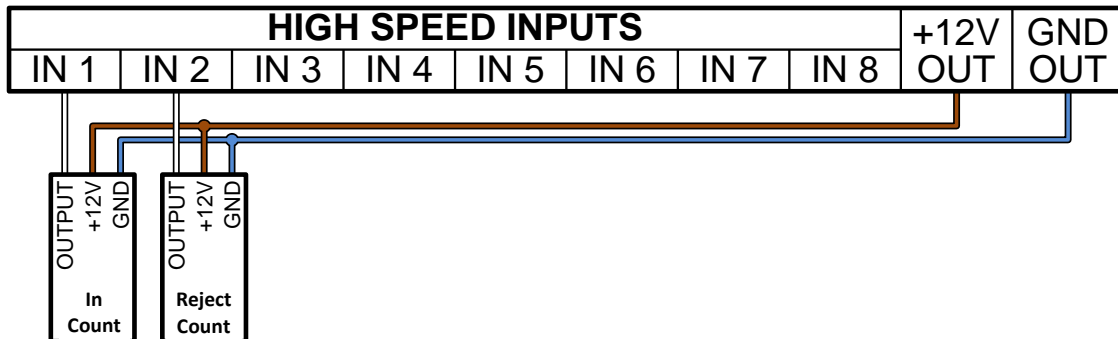 HIGH SPEED INPUTS
+12V OUT
GND OUT
IN 1 IN 2 IN 3 IN 4 IN 5 IN 6 IN 7 IN 8
OUTPUT
+12V
GND
In
Count
OUTPUT
+12V
GND
Reject
Count